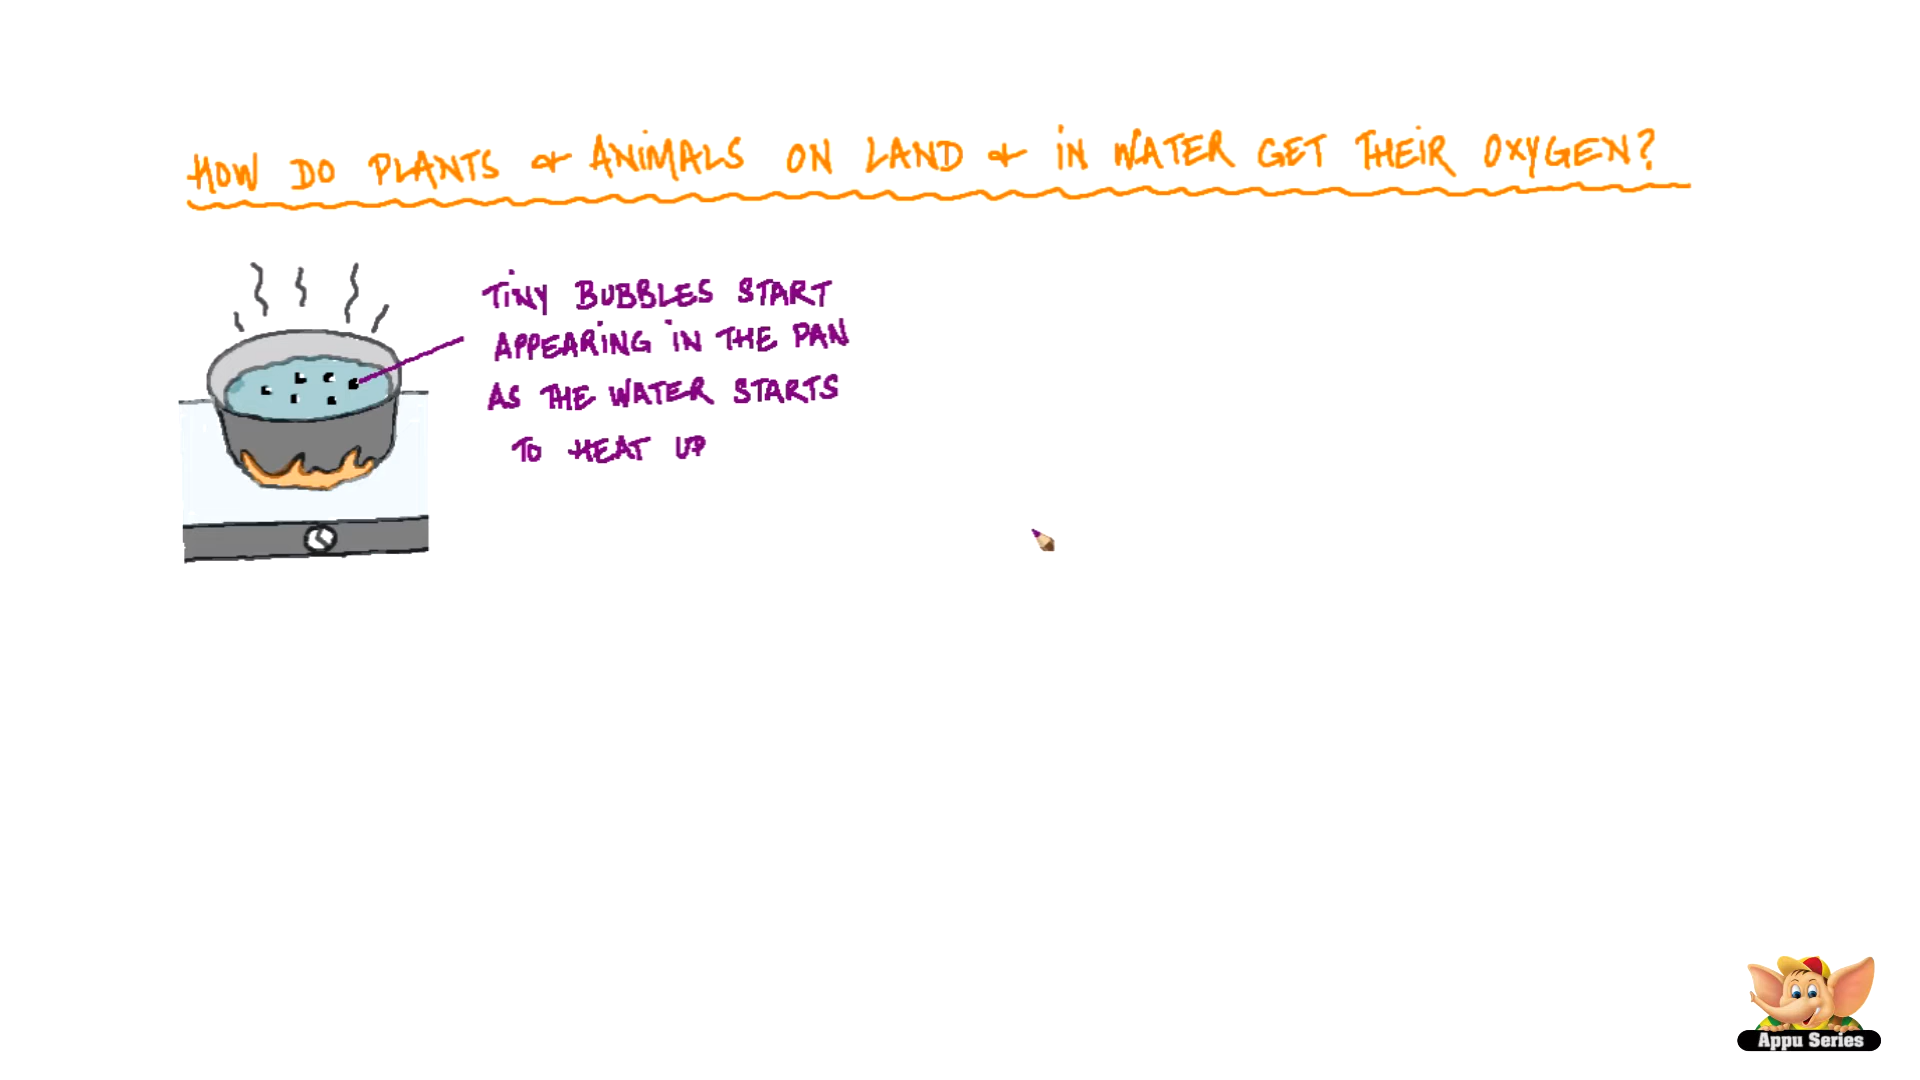 HOW DO PLANTS & ANIMALS ON LAND & IN WATER GET THEIR OXYGEN?
TINY BUBBLES START
APPEARING IN THE PAN
AS THE WATER STARTS
TO HEAT UP
Appu Series